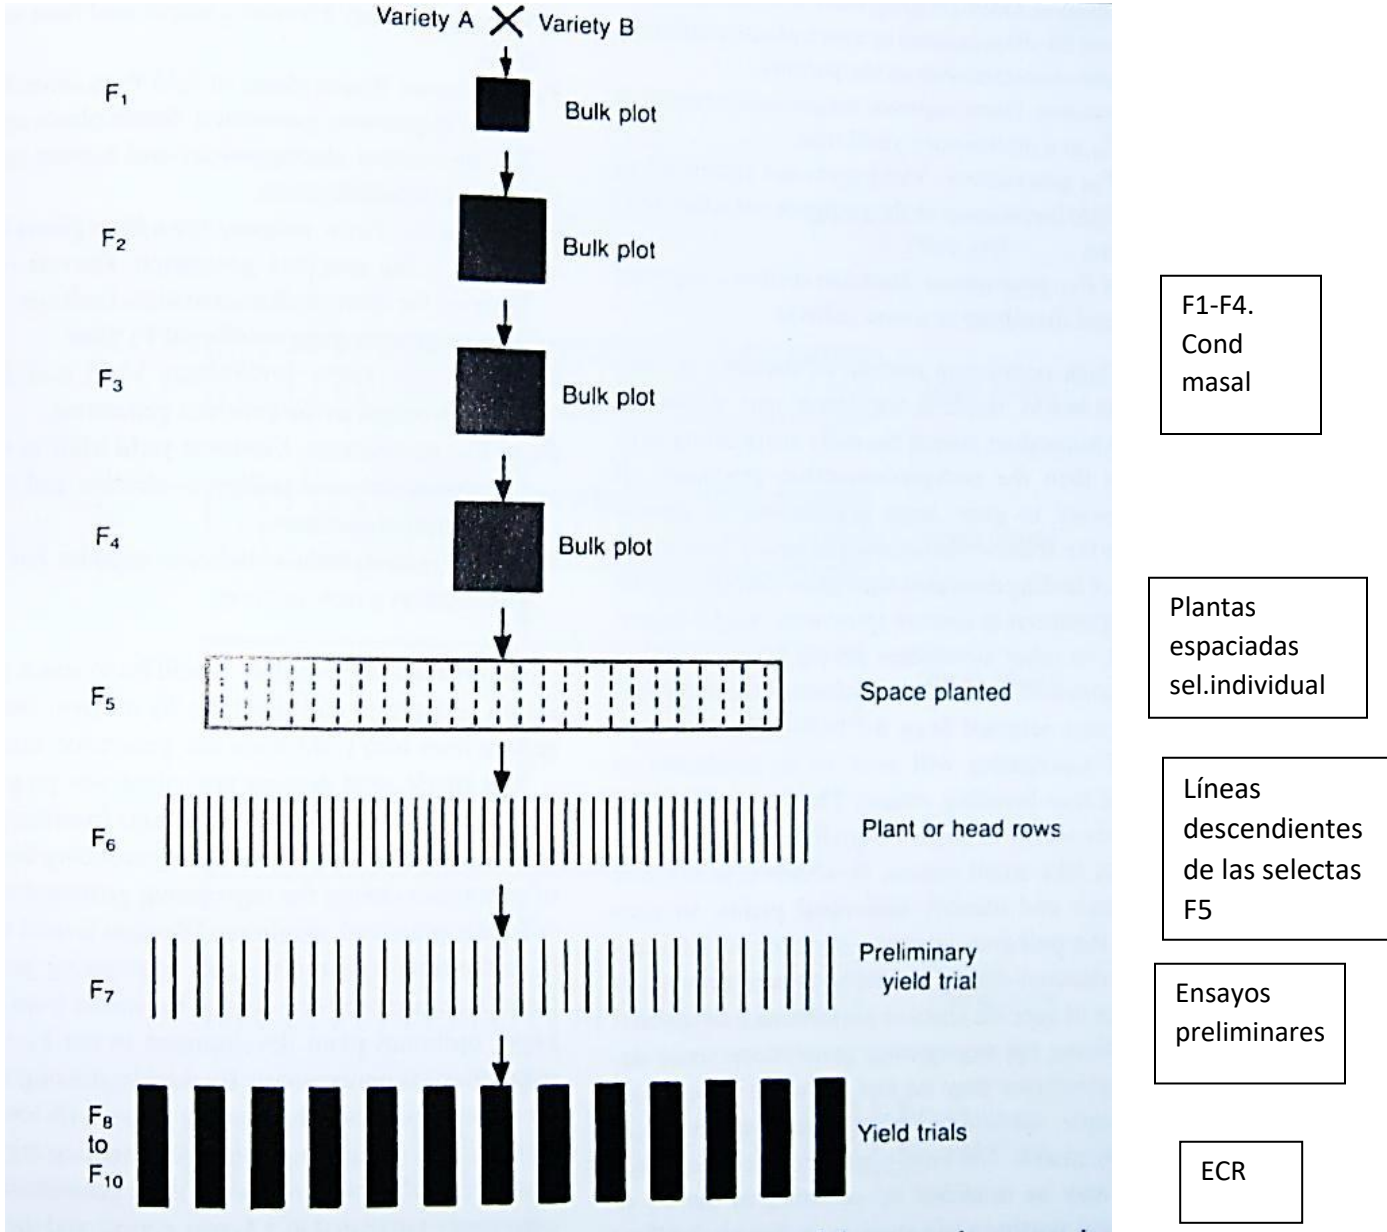 Variety A X Variety B
F1
Bulk plot
F2
Bulk plot
F3
Bulk plot
F1-F4.
Cond
masal
F4
Bulk plot
Plantas
espaciadas
sel.individual
F5
Space planted
Líneas
descendientes
de las selectas
F5
F6
Plant or head rows
F7
Preliminary
yield trial
Ensayos
preliminares
F8
to
F10
Yield trials
ECR